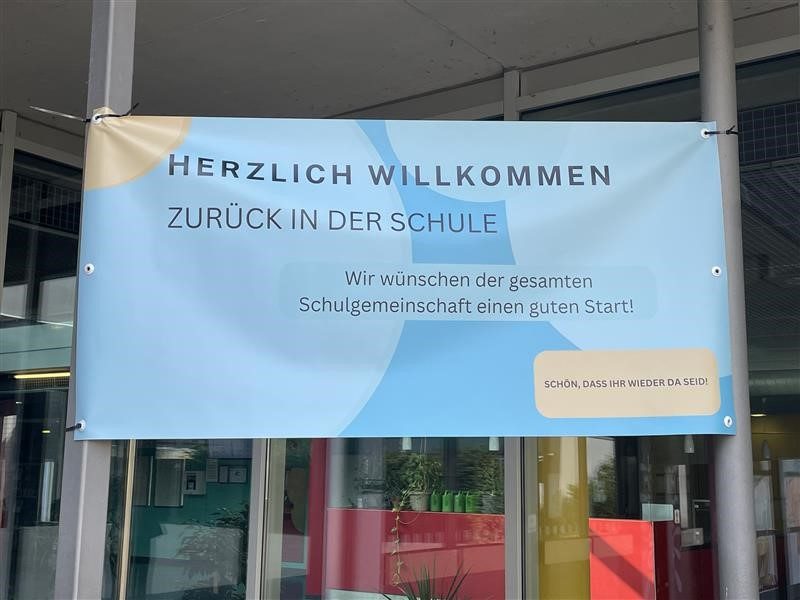 HERZLICH WILLKOMMEN
ZURÜCK IN DER SCHULE
Wir wünschen der gesamten
Schulgemeinschaft einen guten Start!
SCHÖN, DASS IHR WIEDER DA SEID!